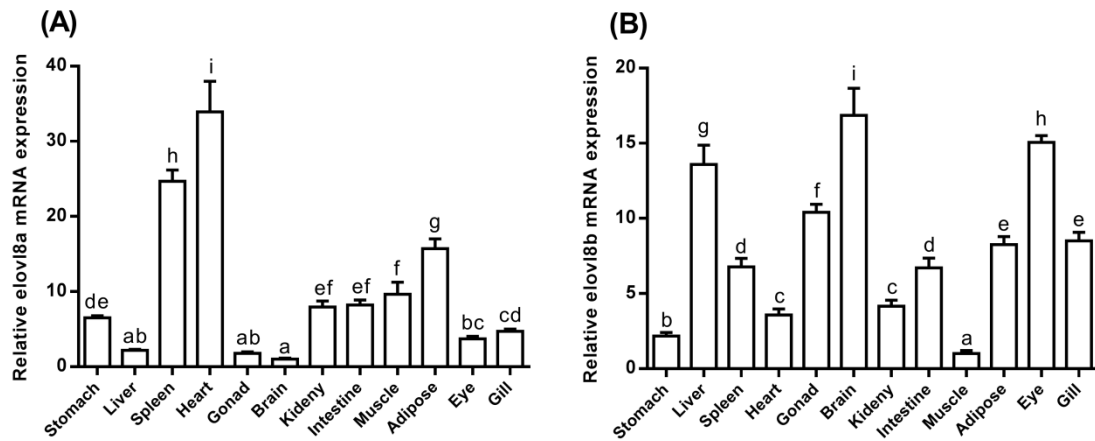 (A)
Relative elovl8a mRNA expression
40
30
20
10
0
de
ab
h
i
ab
a
ef
ef
f
g
bc
cd
Stomach
Liver
Spleen
Heart
Gonad
Brain
Kideny
Intestine
Muscle
Adipose
Eye
Gill
(B)
Relative elovl8b mRNA expression
20
15
10
5
0
b
g
d
c
f
i
c
d
a
e
h
e
Stomach
Liver
Spleen
Heart
Gonad
Brain
Kideny
Intestine
Muscle
Adipose
Eye
Gill